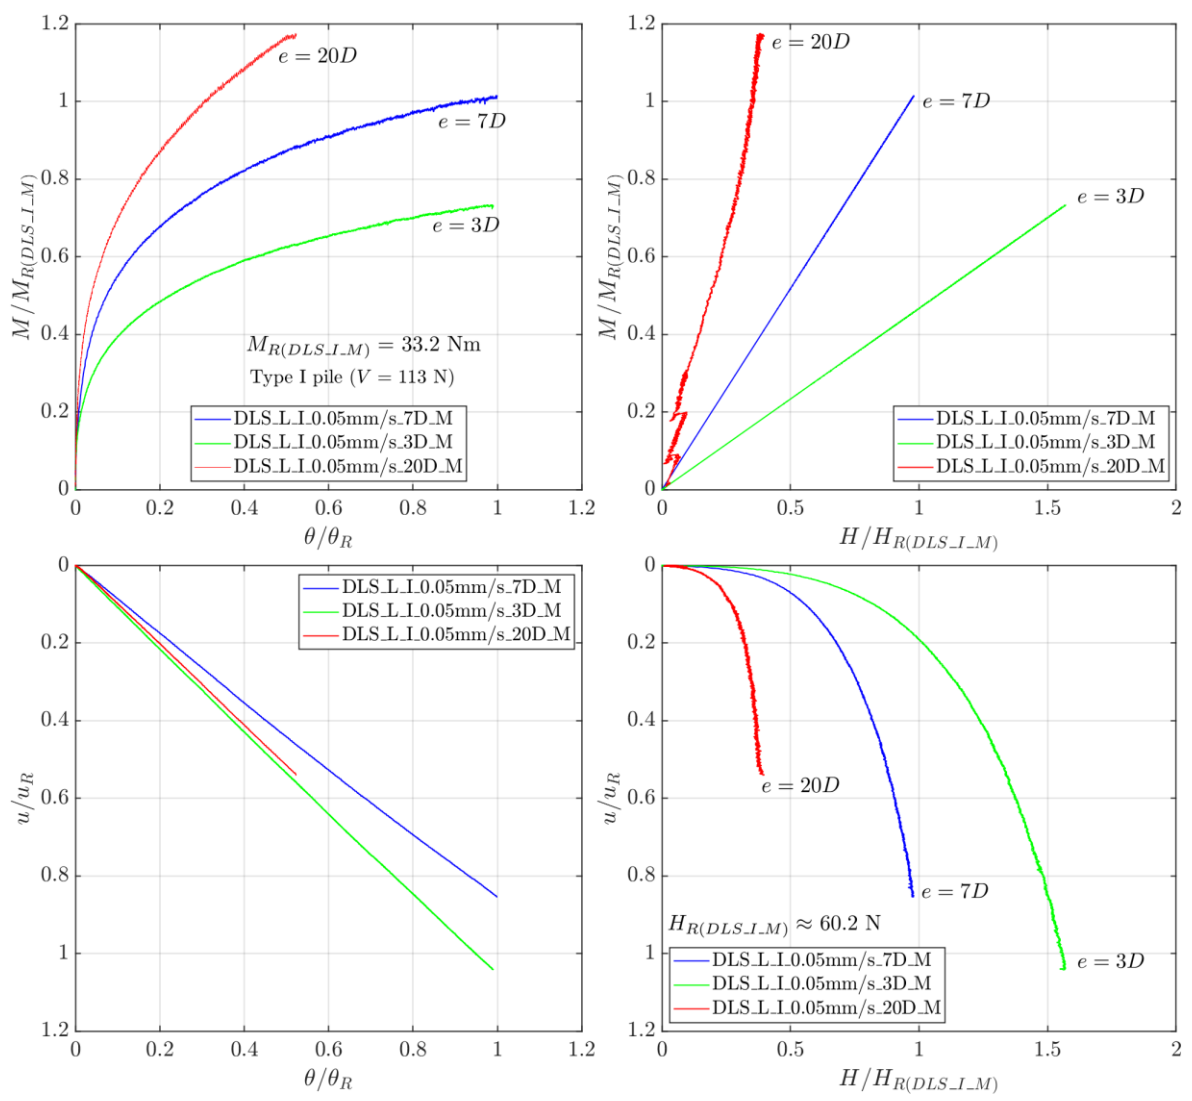 1.2
1
0.8
0.6
0.4
0.2
0
0 0.2 0.4 0.6 0.8 1 1.2
M/M_R(DLS_I_M)
θ/θ_R
e = 20D
e = 7D
e = 3D
M_R(DLS_I_M) = 33.2 Nm
Type I pile (V = 113 N)
DLS_L_I_0.05mm/s_7D_M
DLS_L_I_0.05mm/s_3D_M
DLS_L_I_0.05mm/s_20D_M
1.2
1
0.8
0.6
0.4
0.2
0
0 0.5 1 1.5 2
M/M_R(DLS_I_M)
H/H_R(DLS_I_M)
e = 20D
e = 7D
e = 3D
DLS_L_I_0.05mm/s_7D_M
DLS_L_I_0.05mm/s_3D_M
DLS_L_I_0.05mm/s_20D_M
0
0.2
0.4
0.6
0.8
1
1.2
0 0.2 0.4 0.6 0.8 1 1.2
u/u_R
θ/θ_R
DLS_L_I_0.05mm/s_7D_M
DLS_L_I_0.05mm/s_3D_M
DLS_L_I_0.05mm/s_20D_M
0
0.2
0.4
0.6
0.8
1
1.2
0 0.5 1 1.5 2
u/u_R
H/H_R(DLS_I_M)
e = 20D
e = 7D
e = 3D
H_R(DLS_I_M) ≈ 60.2 N
DLS_L_I_0.05mm/s_7D_M
DLS_L_I_0.05mm/s_3D_M
DLS_L_I_0.05mm/s_20D_M